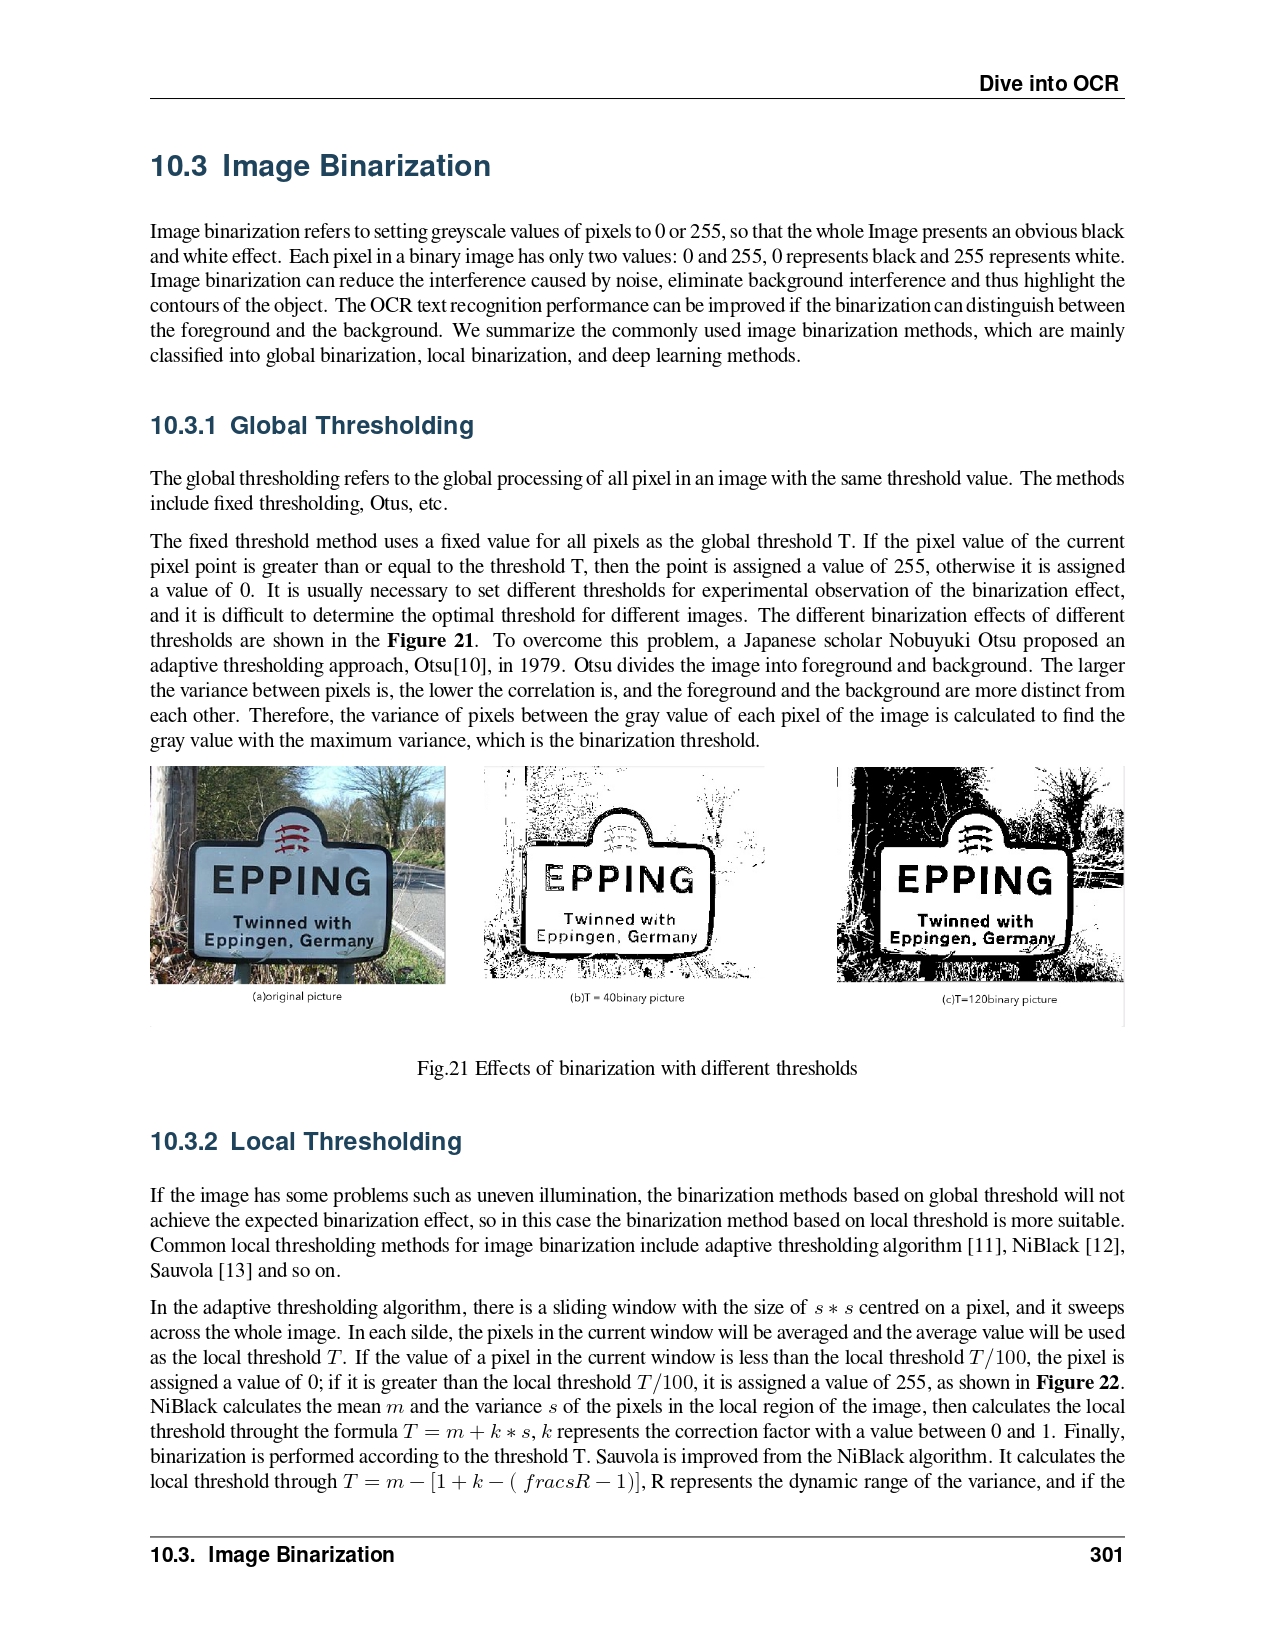 Dive into OCR
10.3 Image Binarization
Image binarization refers to setting greyscale values of pixels to 0 or 255, so that the whole Image presents an obvious black
and white effect. Each pixel in a binary image has only two values: 0 and 255, 0 represents black and 255 represents white.
Image binarization can reduce the interference caused by noise, eliminate background interference and thus highlight the
contours of the object. The OCR text recognition performance can be improved if the binarization can distinguish between
the foreground and the background. We summarize the commonly used image binarization methods, which are mainly
classified into global binarization, local binarization, and deep learning methods.
10.3.1 Global Thresholding
The global thresholding refers to the global processing of all pixel in an image with the same threshold value. The methods
include fixed thresholding, Otus, etc.
The fixed threshold method uses a fixed value for all pixels as the global threshold T. If the pixel value of the current
pixel point is greater than or equal to the threshold T, then the point is assigned a value of 255, otherwise it is assigned
a value of 0. It is usually necessary to set different thresholds for experimental observation of the binarization effect,
and it is difficult to determine the optimal threshold for different images. The different binarization effects of different
thresholds are shown in the Figure 21. To overcome this problem, a Japanese scholar Nobuyuki Otsu proposed an
adaptive thresholding approach, Otsu[10], in 1979. Otsu divides the image into foreground and background. The larger
the variance between pixels is, the lower the correlation is, and the foreground and the background are more distinct from
each other. Therefore, the variance of pixels between the gray value of each pixel of the image is calculated to find the
gray value with the maximum variance, which is the binarization threshold.
EPPING
Twinned with
Eppingen, Germany
(a)original picture
EPPING
Twinned with
Eppingen, Germany
(b)T = 40binary picture
EPPING
Twinned with
Eppingen, Germany
(c)T=120binary picture
Fig.21 Effects of binarization with different thresholds
10.3.2 Local Thresholding
If the image has some problems such as uneven illumination, the binarization methods based on global threshold will not
achieve the expected binarization effect, so in this case the binarization method based on local threshold is more suitable.
Common local thresholding methods for image binarization include adaptive thresholding algorithm [11], NiBlack [12],
Sauvola [13] and so on.
In the adaptive thresholding algorithm, there is a sliding window with the size of s ∗ s centred on a pixel, and it sweeps
across the whole image. In each silde, the pixels in the current window will be averaged and the average value will be used
as the local threshold T. If the value of a pixel in the current window is less than the local threshold T/100, the pixel is
assigned a value of 0; if it is greater than the local threshold T/100, it is assigned a value of 255, as shown in Figure 22.
NiBlack calculates the mean m and the variance s of the pixels in the local region of the image, then calculates the local
threshold throught the formula T = m + k ∗ s, k represents the correction factor with a value between 0 and 1. Finally,
binarization is performed according to the threshold T. Sauvola is improved from the NiBlack algorithm. It calculates the
local threshold through T = m − [1 + k − ( fracsR − 1)], R represents the dynamic range of the variance, and if the
10.3. Image Binarization
301